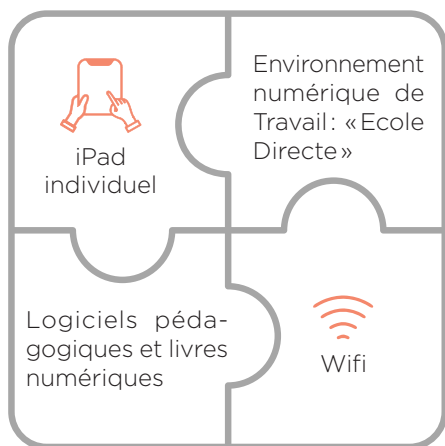 iPad
individuel
Environnement
numérique de
Travail : « Ecole
Directe »
Logiciels péda-
gogiques et livres
numériques
Wifi